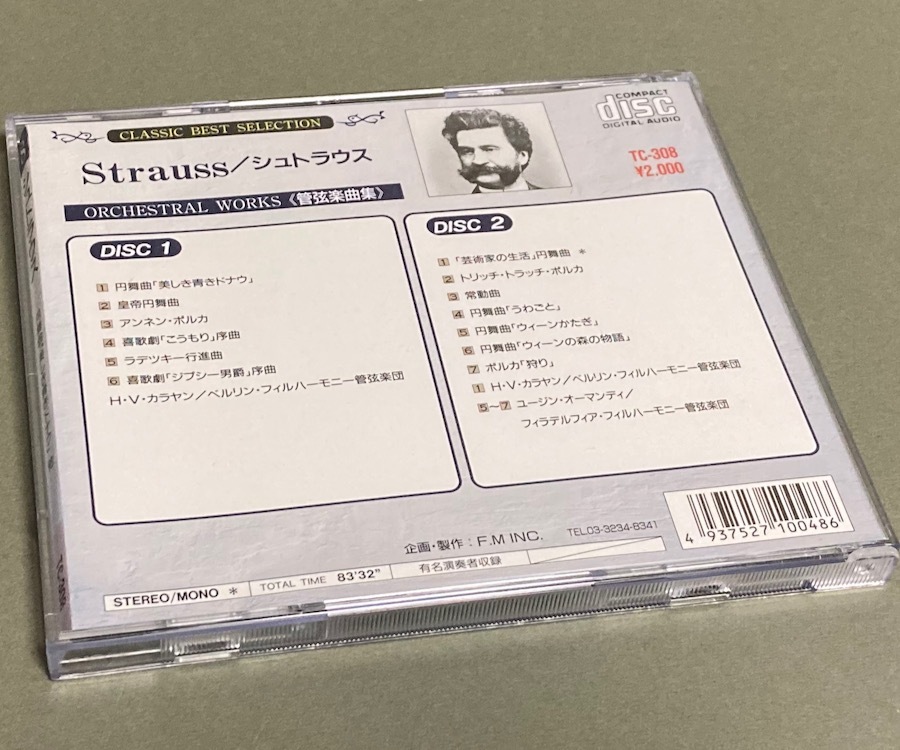 CLASSIC BEST SELECTION
Strauss/シュトラウス
ORCHESTRAL WORKS《管弦楽曲集》
COMPACT
disc
DIGITAL AUDIO
TC-308
¥2.000
DISC 1
1 円舞曲「美しき青きドナウ」
2 皇帝円舞曲
3 アンネン・ポルカ
4 喜歌劇「こうもり」序曲
5 ラデツキー行進曲
6 喜歌劇「ジプシー男爵」序曲
H・V・カラヤン/ベルリン・フィルハーモニー管弦楽団
DISC 2
1 「芸術家の生活」円舞曲 *
2 トリッチ・トラッチ・ポルカ
3 常動曲
4 円舞曲「うわごと」
5 円舞曲「ウィーンかたぎ」
6 円舞曲「ウィーンの森の物語」
7 ポルカ「狩り」
1 H・V・カラヤン/ベルリン・フィルハーモニー管弦楽団
5~7 ユージン・オーマンティ/
フィラデルフィア・フィルハーモニー管弦楽団
企画・製作:F.M INC.
TEL03-3234-8341
STEREO/MONO *
TOTAL TIME 83'32"
有名演奏者収録
4 937527 100486